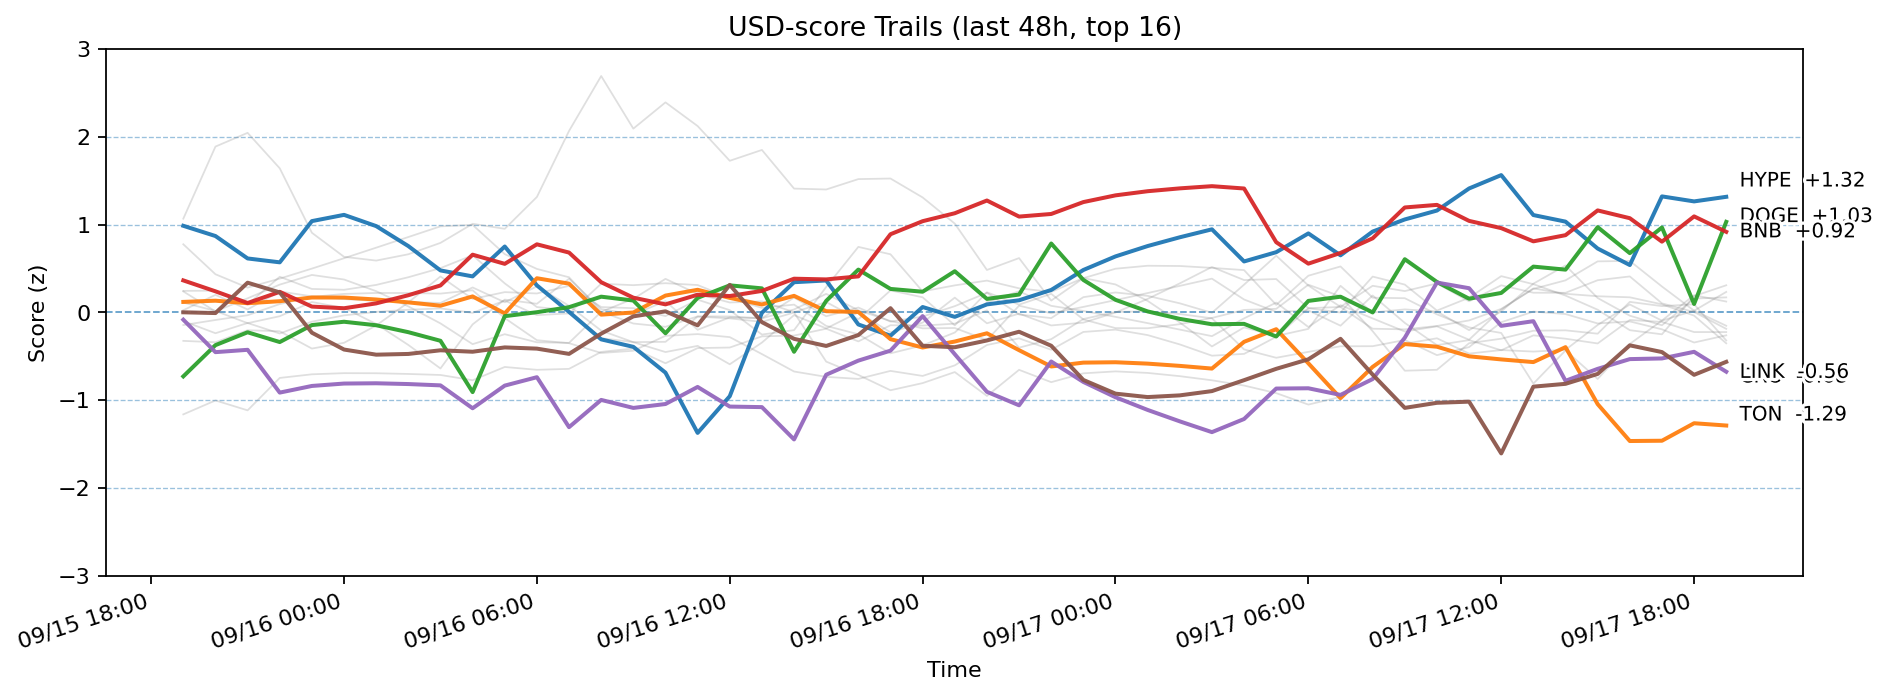 USD-score Trails (last 48h, top 16)
Score (z)
3
2
1
0
−1
−2
−3
HYPE +1.32
DOGE +1.03
BNB +0.92
LINK -0.56
TON -1.29
09/15 18:00
09/16 00:00
09/16 06:00
09/16 12:00
09/16 18:00
09/17 00:00
09/17 06:00
09/17 12:00
09/17 18:00
Time